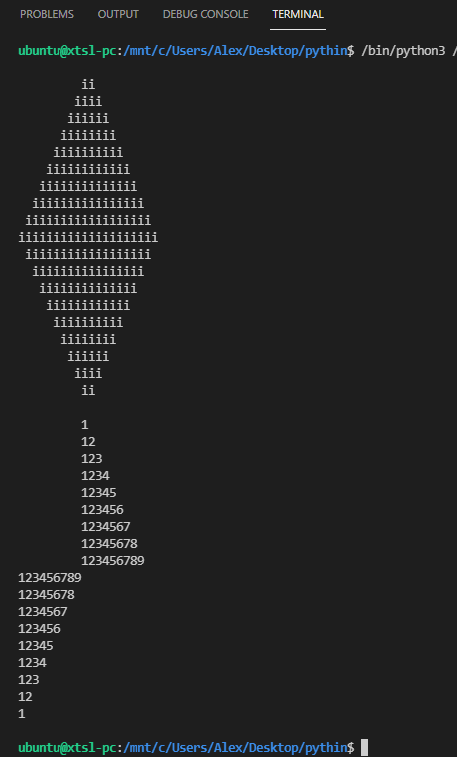 PROBLEMS OUTPUT DEBUG CONSOLE TERMINAL
ubuntu@xtsl-pc:/mnt/c/Users/Alex/Desktop/pythin$ /bin/python3 /
         ii
        iiii
       iiiiii
      iiiiiiii
     iiiiiiiiii
    iiiiiiiiiiii
   iiiiiiiiiiiiii
  iiiiiiiiiiiiiiii
 iiiiiiiiiiiiiiiiii
iiiiiiiiiiiiiiiiiiii
 iiiiiiiiiiiiiiiiii
  iiiiiiiiiiiiiiii
   iiiiiiiiiiiiii
    iiiiiiiiiiii
     iiiiiiiiii
      iiiiiiii
       iiiiii
        iiii
         ii
         1
         12
         123
         1234
         12345
         123456
         1234567
         12345678
         123456789
123456789
12345678
1234567
123456
12345
1234
123
12
1
ubuntu@xtsl-pc:/mnt/c/Users/Alex/Desktop/pythin$